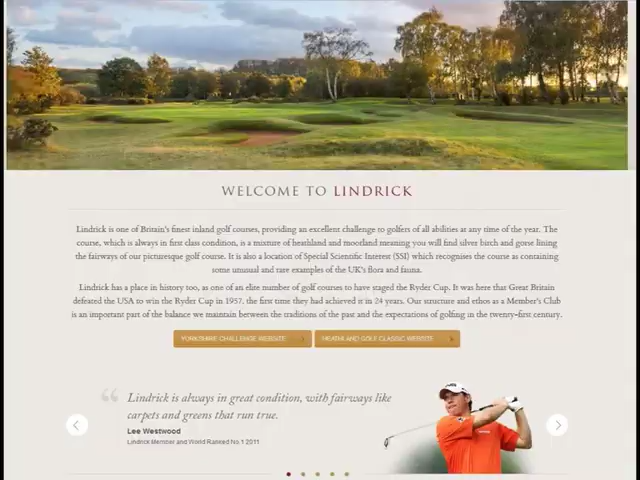 WELCOME TO LINDRICK
Lindrick is one of Britain's finest inland golf courses, providing an excellent challenge to golfers of all abilities at any time of the year. The
course, which is always in first class condition, is a mixture of heathland and moorland meaning you will find silver birch and gorse lining
the fairways of our picturesque golf course. It is also a location of Special Scientific Interest (SSI) which recognises the course as containing
some unusual and rare examples of the UK's flora and fauna.
Lindrick has a place in history too, as one of an elite number of golf courses to have staged the Ryder Cup. It was here that Great Britain
defeated the USA to win the Ryder Cup in 1957, the first time they had achieved it in 24 years. Our structure and ethos as a Member's Club
is an important part of the balance we maintain between the traditions of the past and the expectations of golfing in the twenty-first century.
YORKSHIRE CHALLENGE WEBSITE
HEATHLAND GOLF CLASSIC WEBSITE
Lindrick is always in great condition, with fairways like
carpets and greens that run true.
Lee Westwood
Lindrick Member and World Ranked No.1 2011